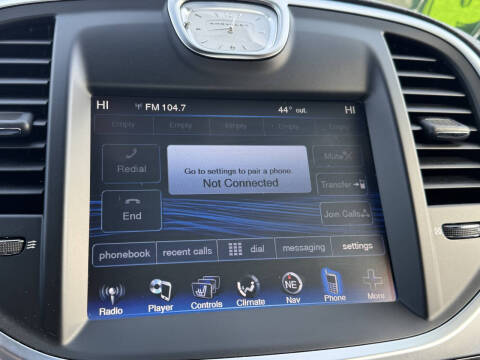 HI FM 104.7 44° out. HI
Empty Empty Empty Empty Empty
Redial
Mute
Go to settings to pair a phone.
Not Connected
Transfer
End
Join Calls
phonebook recent calls dial messaging settings
NE
Radio Player Controls Climate Nav Phone More